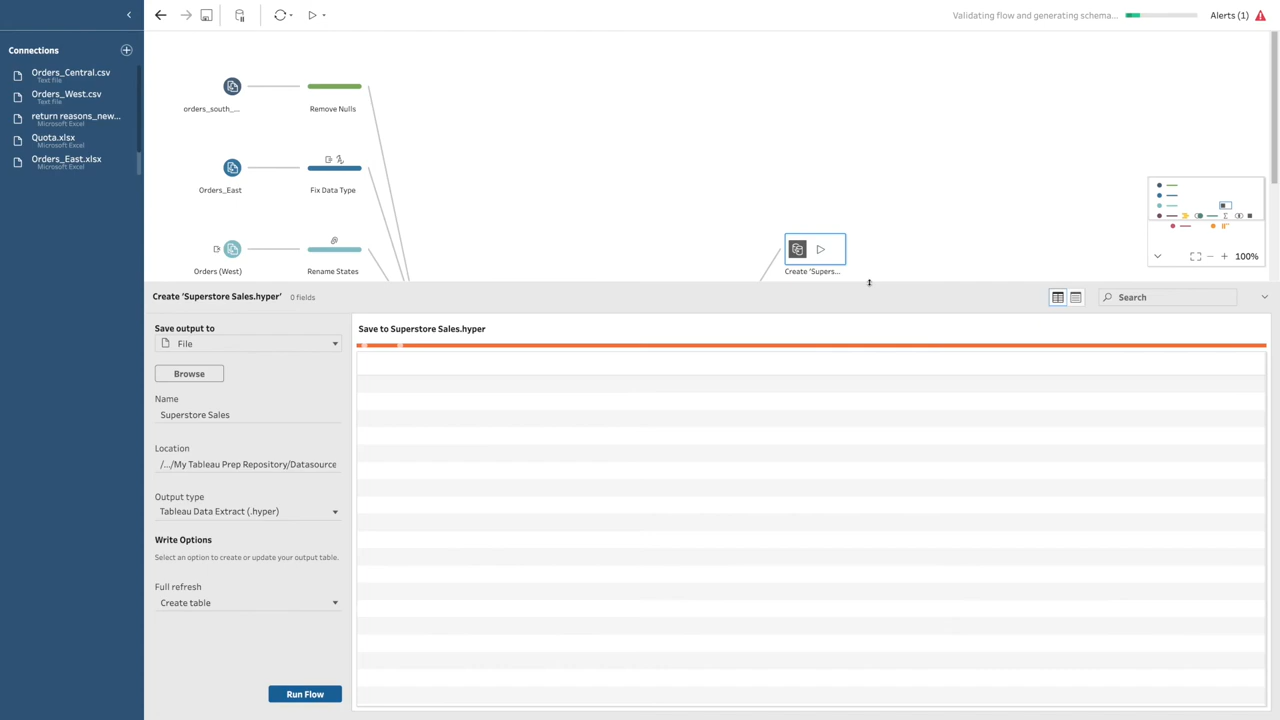 Validating flow and generating schema...
Alerts (1)
Connections
Orders_Central.csv
Text file
Orders_West.csv
Text file
return reasons_new...
Microsoft Excel
Quota.xlsx
Microsoft Excel
Orders_East.xlsx
Microsoft Excel
orders_south_...
Remove Nulls
Orders_East
Fix Data Type
Orders (West)
Rename States
Create 'Supers...
100%
Create 'Superstore Sales.hyper'
0 fields
Search
Save output to
File
Browse
Name
Superstore Sales
Location
/.../My Tableau Prep Repository/Datasource
Output type
Tableau Data Extract (.hyper)
Write Options
Select an option to create or update your output table.
Full refresh
Create table
Run Flow
Save to Superstore Sales.hyper